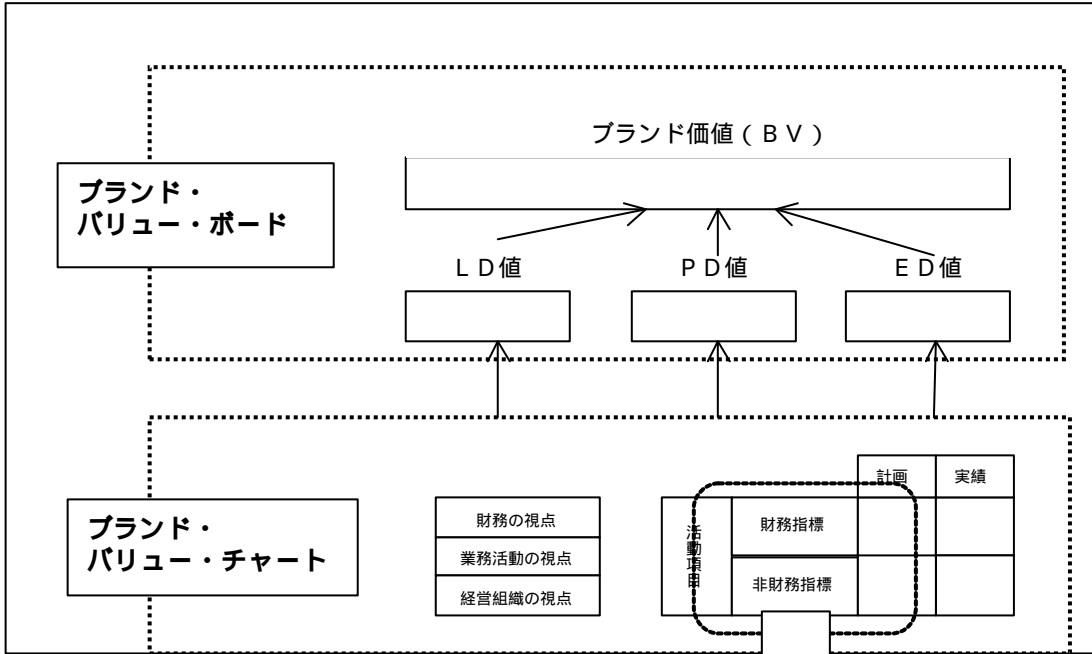 ブランド価値（ＢＶ）
ブランド・
バリュー・ボード
ＬＤ値
ＰＤ値
ＥＤ値
ブランド・
バリュー・チャート
財務の視点
業務活動の視点
経営組織の視点
計画
実績
活動項目
財務指標
非財務指標